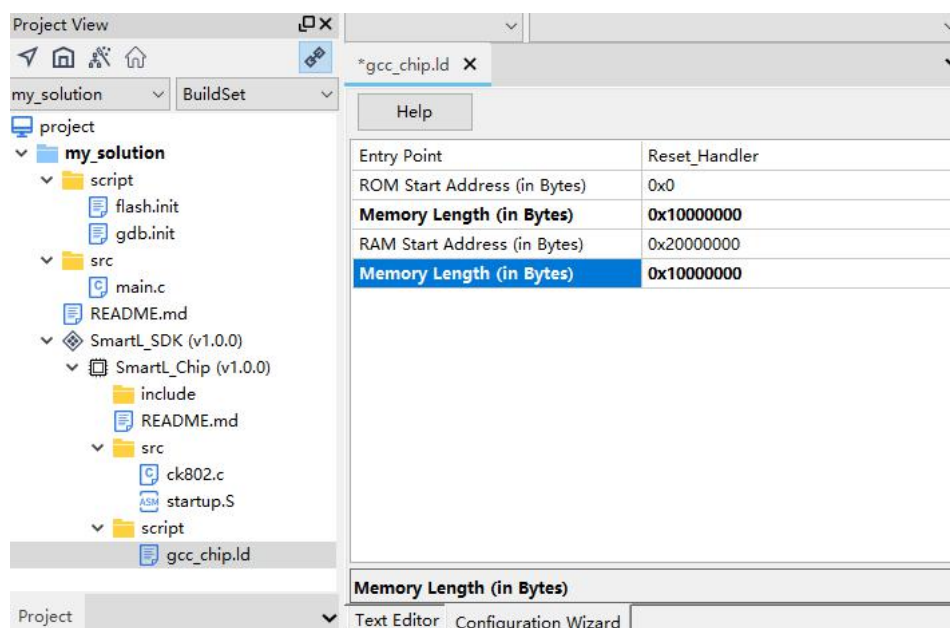 Project View
my_solution
BuildSet
project
my_solution
script
flash.init
gdb.init
src
main.c
README.md
SmartL_SDK (v1.0.0)
SmartL_Chip (v1.0.0)
include
README.md
src
ck802.c
ASM startup.S
script
gcc_chip.ld
Project
*gcc_chip.ld
Help
Entry Point Reset_Handler
ROM Start Address (in Bytes) 0x0
Memory Length (in Bytes) 0x10000000
RAM Start Address (in Bytes) 0x20000000
Memory Length (in Bytes) 0x10000000
Memory Length (in Bytes)
Text Editor Configuration Wizard